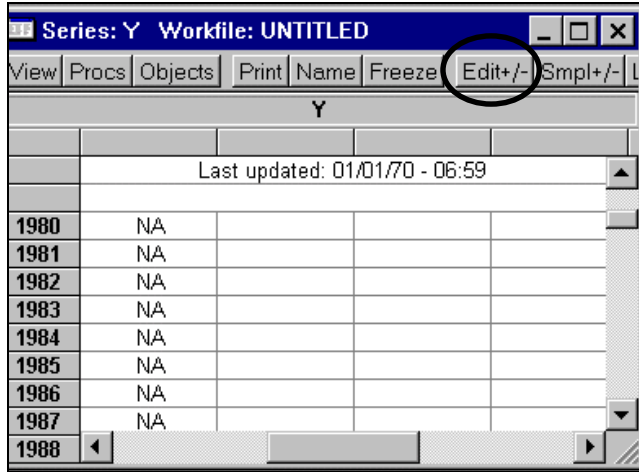 Series: Y Workfile: UNTITLED
View Procs Objects Print Name Freeze Edit+/- Smpl+/- L
Y
Last updated: 01/01/70 - 06:59
1980 NA
1981 NA
1982 NA
1983 NA
1984 NA
1985 NA
1986 NA
1987 NA
1988